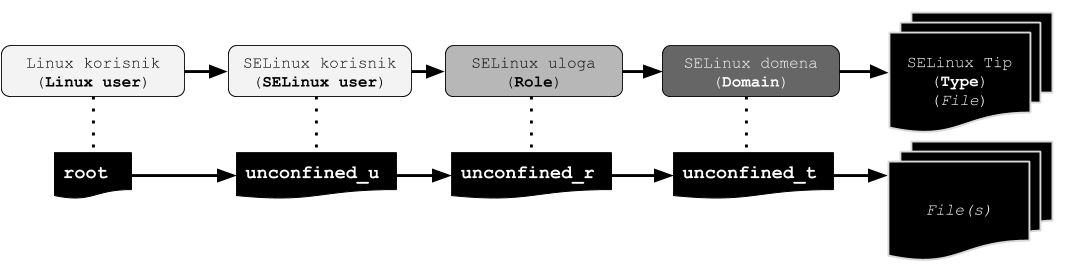 Linux korisnik
(Linux user)
SELinux korisnik
(SELinux user)
SELinux uloga
(Role)
SELinux domena
(Domain)
SELinux Tip
(Type)
(File)
root
unconfined_u
unconfined_r
unconfined_t
File(s)